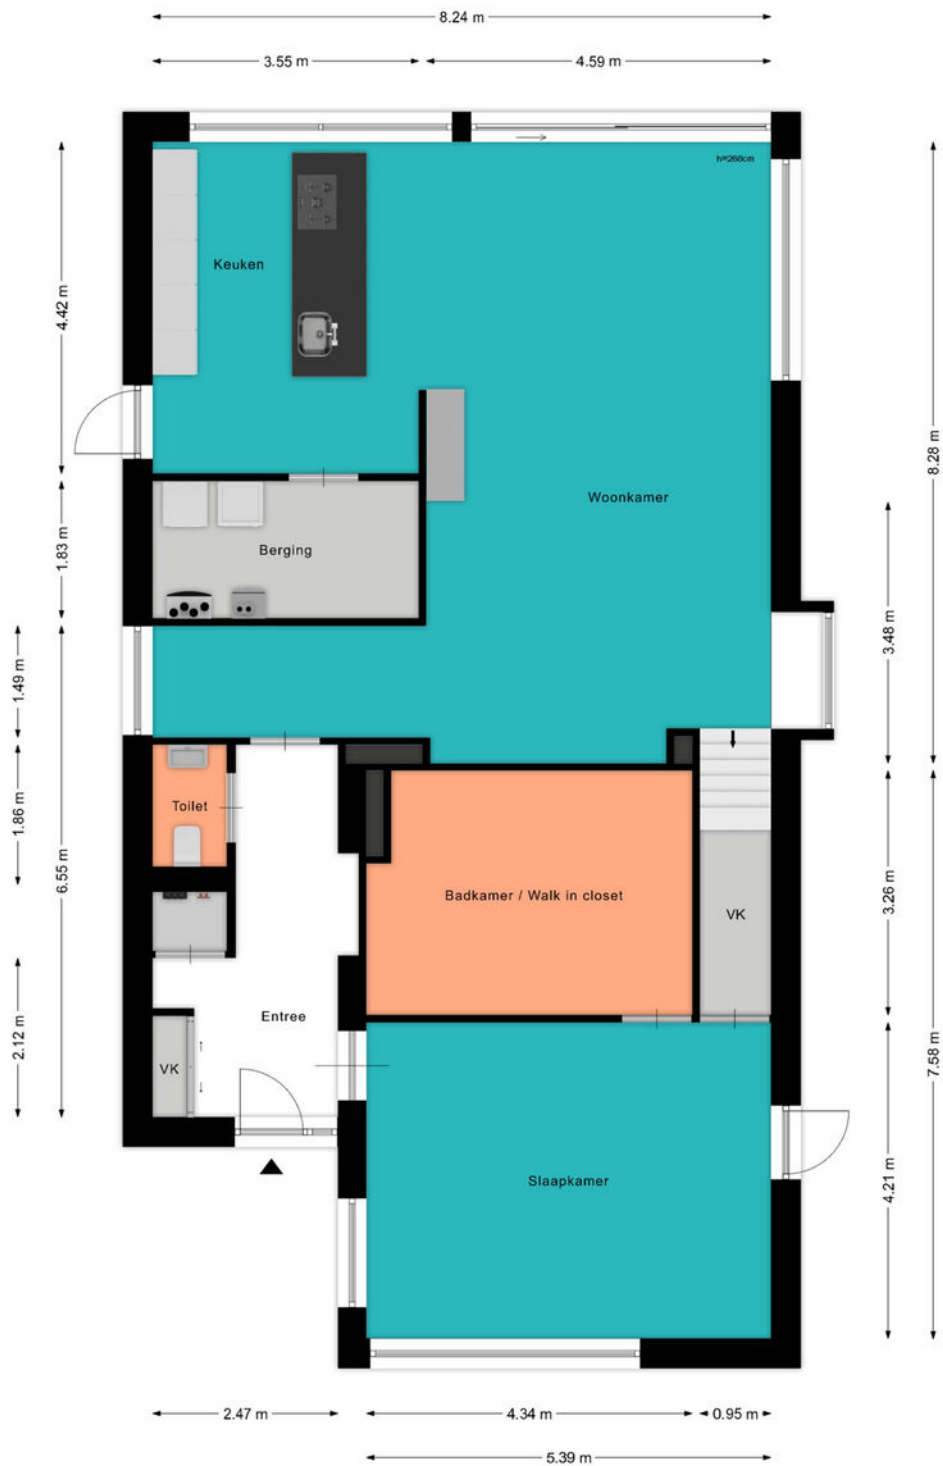 8.24 m
3.55 m
4.59 m
h=268cm
Keuken
4.42 m
8.28 m
Woonkamer
1.83 m
Berging
3.48 m
1.49 m
1.86 m
Toilet
6.55 m
Badkamer / Walk in closet
3.26 m
VK
2.12 m
Entree
VK
7.58 m
4.21 m
Slaapkamer
2.47 m
4.34 m
0.95 m
5.39 m